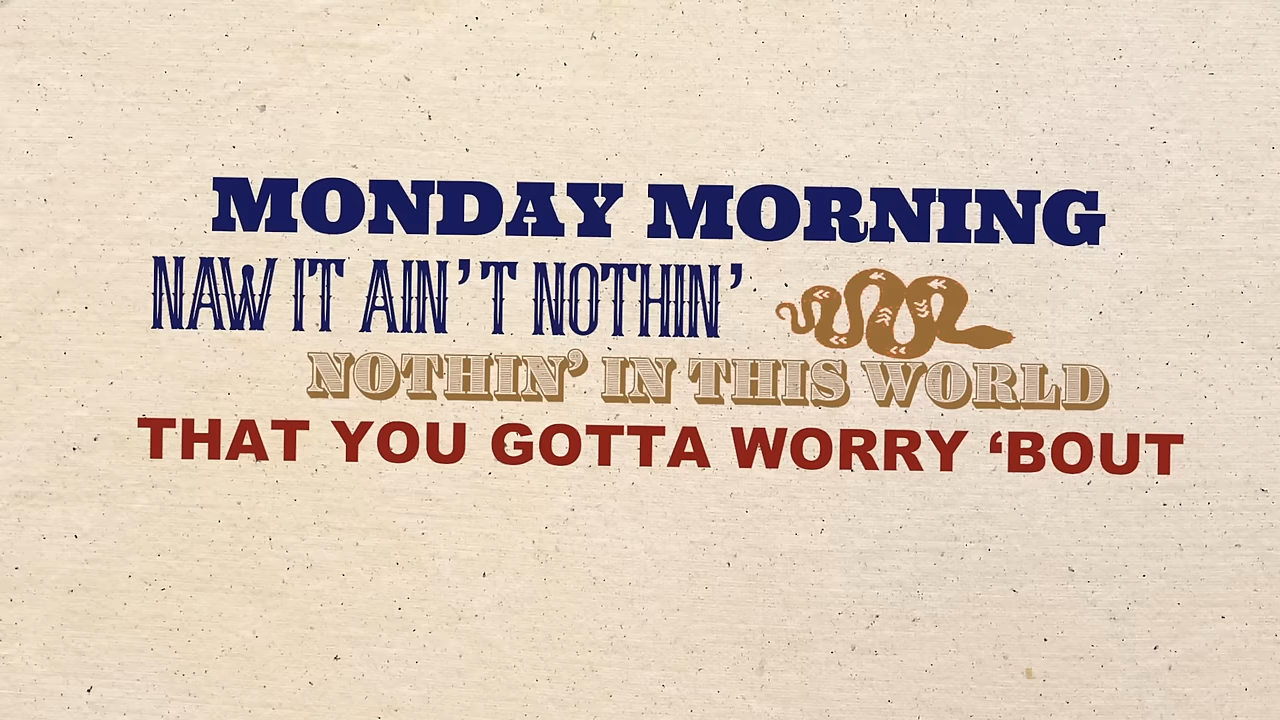 MONDAY MORNING
NAW IT AIN'T NOTHIN'
NOTHIN' IN THIS WORLD
THAT YOU GOTTA WORRY ‘BOUT